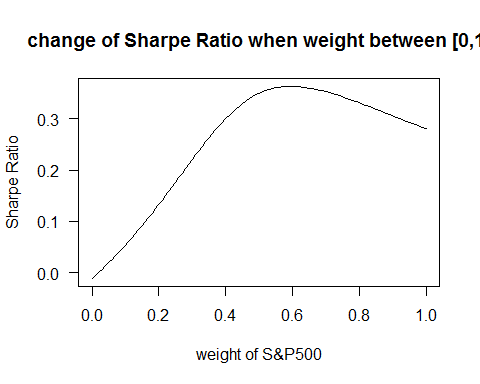 change of Sharpe Ratio when weight between [0,1
Sharpe Ratio
0.3
0.2
0.1
0.0
0.0 0.2 0.4 0.6 0.8 1.0
weight of S&P500